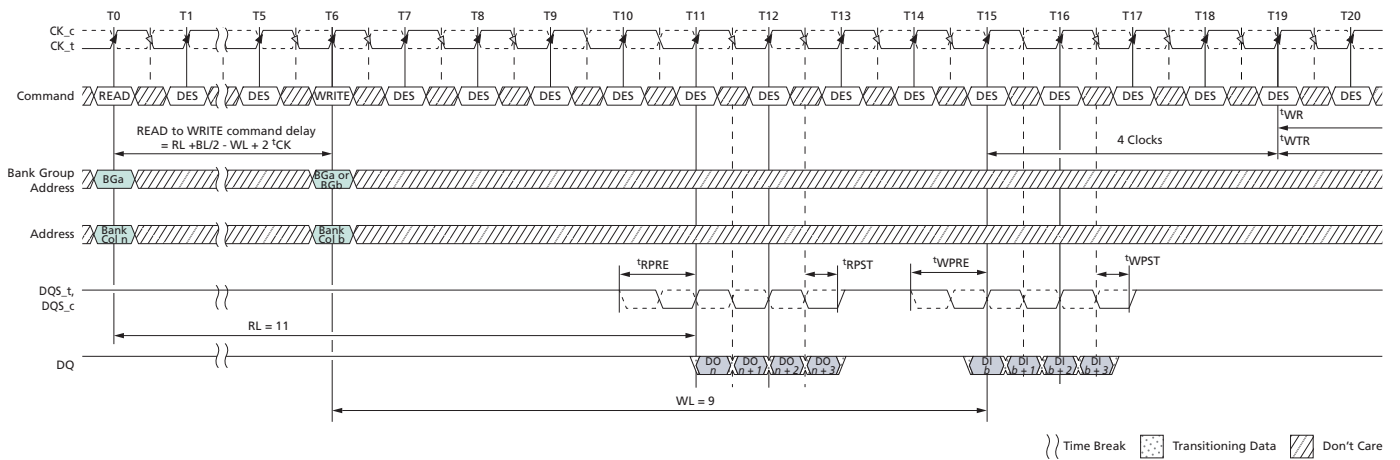 T0 T1 T5 T6 T7 T8 T9 T10 T11 T12 T13 T14 T15 T16 T17 T18 T19 T20
CK_c
CK_t
Command READ DES DES WRITE DES DES DES DES DES DES DES DES DES DES DES DES DES DES
tWR
READ to WRITE command delay
= RL +BL/2 - WL + 2 tCK
4 Clocks
tWTR
Bank Group
Address
BGa
BGa or
BGb
Address
Bank
Col n
Bank
Col b
tRPRE tRPST tWPRE tWPST
DQS_t,
DQS_c
RL = 11
DQ
DO
n
DO
n + 1
DO
n + 2
DO
n + 3
DI
b
DI
b + 1
DI
b + 2
DI
b + 3
WL = 9
Time Break Transitioning Data Don't Care